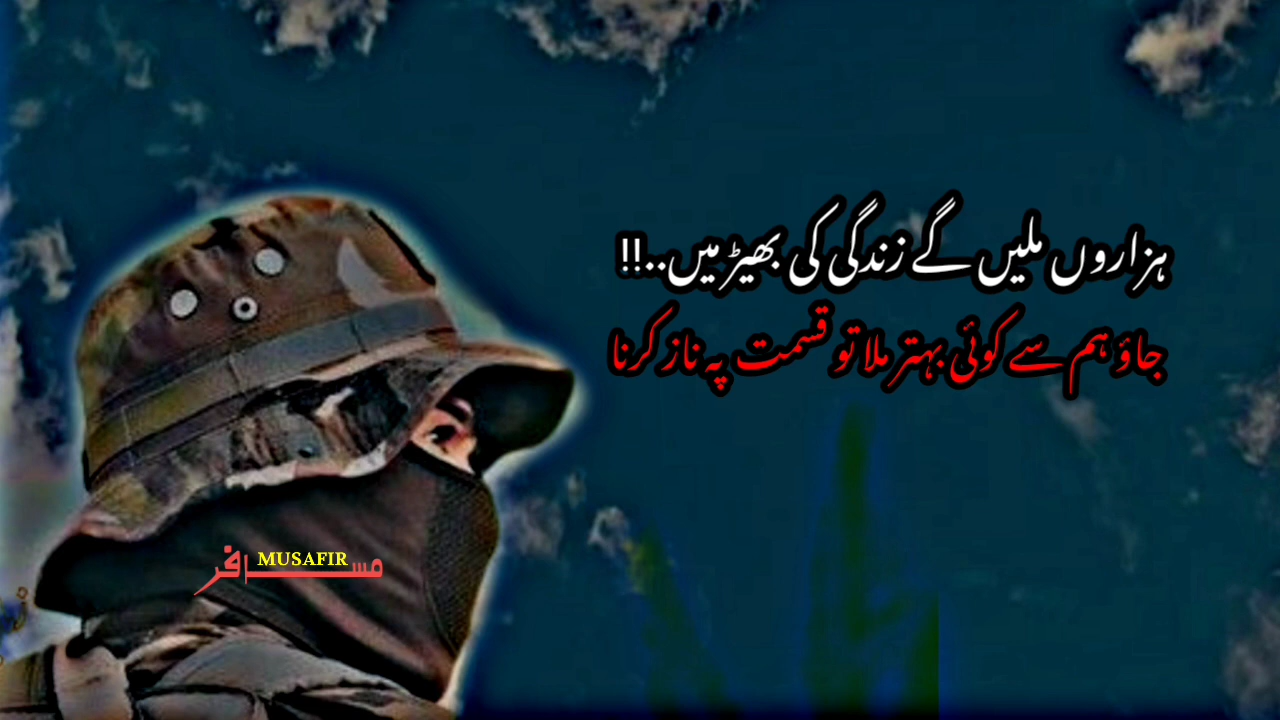 ہزاروں ملیں گے زندگی کی بھیڑ میں..!!
جاؤ ہم سے کوئی بہتر ملا تو قسمت پہ ناز کرنا
MUSAFIR
مســـــافر